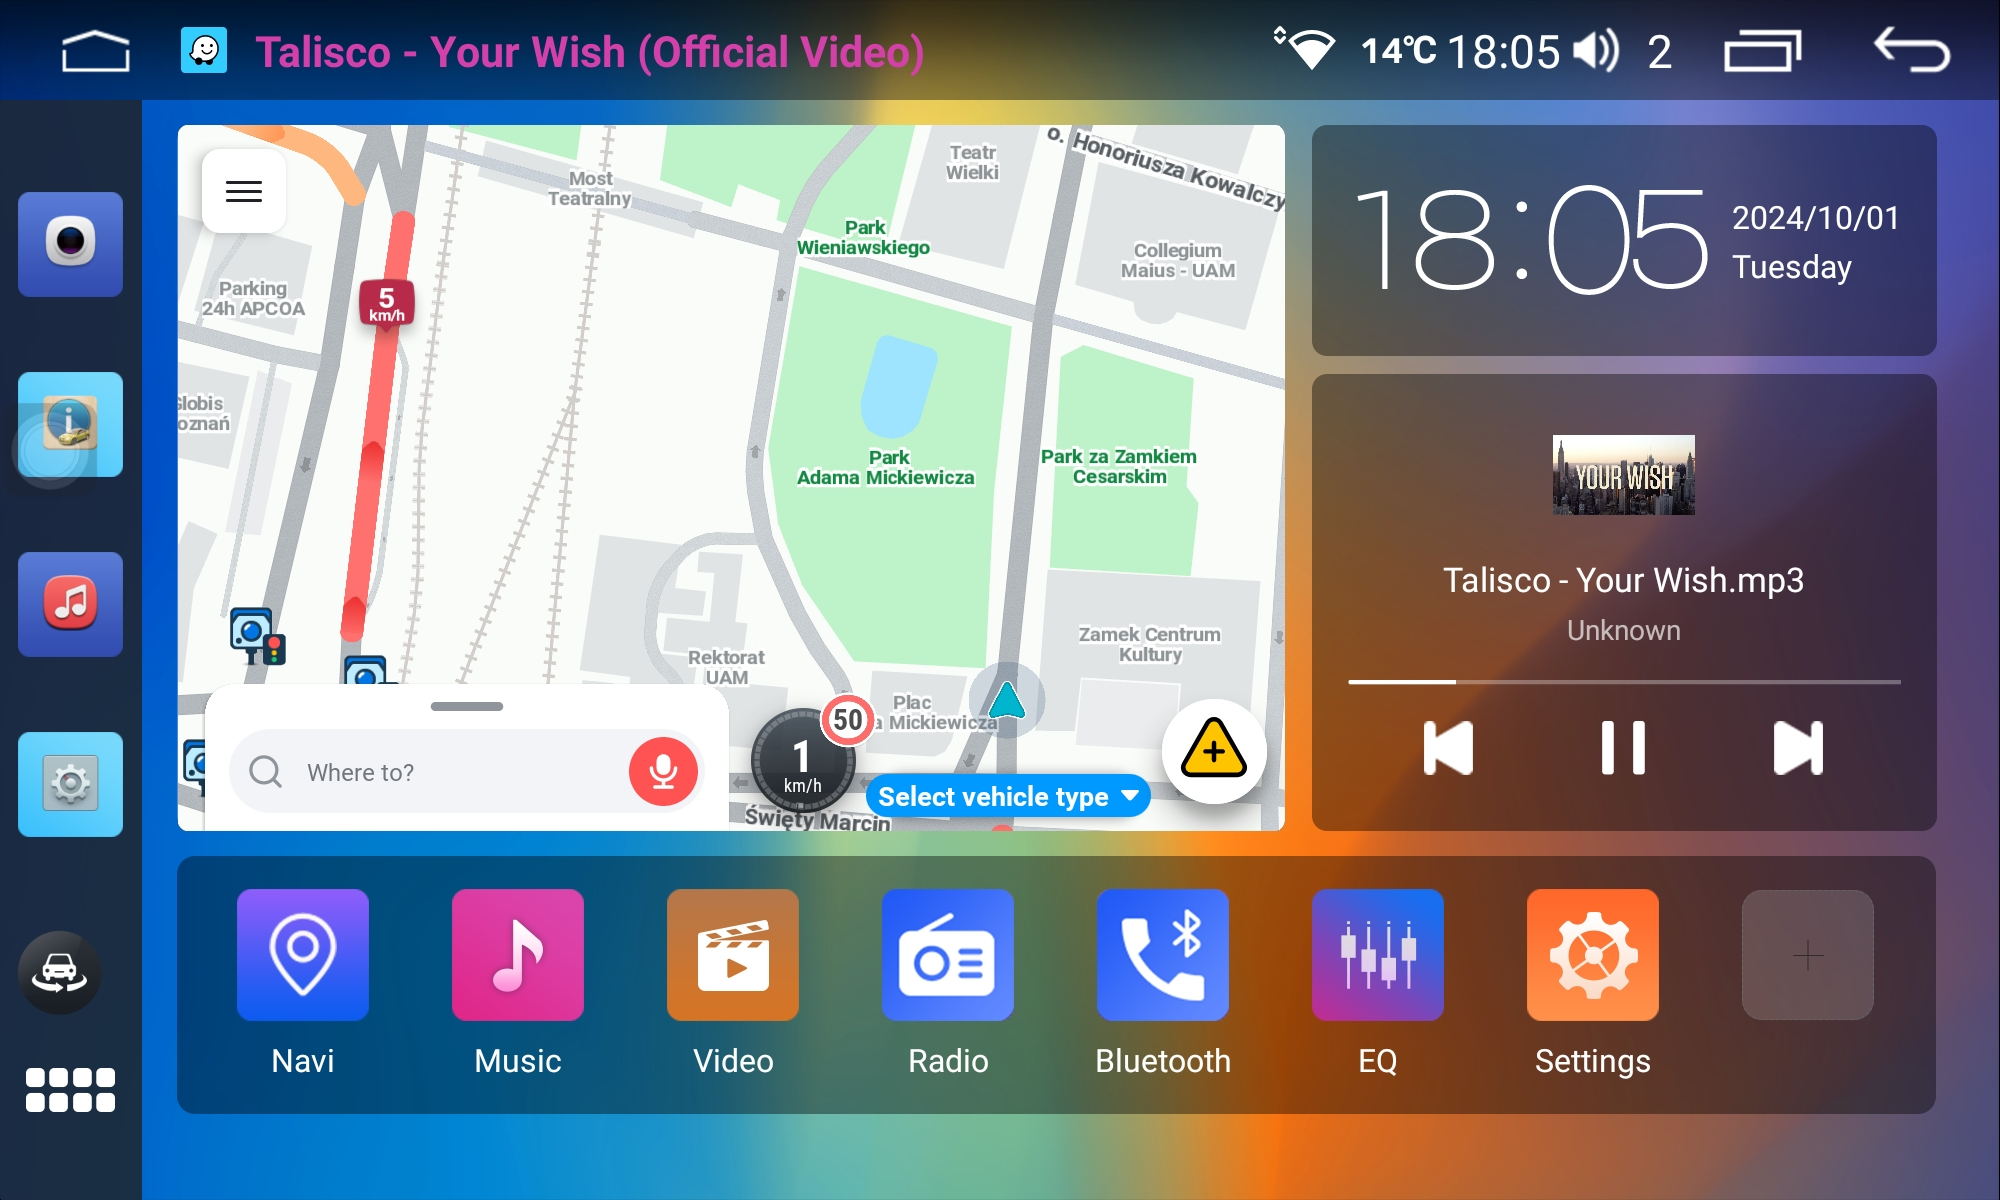 Talisco - Your Wish (Official Video)
14°C 18:05 2
Teatr
Wielki
o. Honoriusza Kowalczy
Most
Teatralny
Park
Wieniawskiego
Collegium
Maius - UAM
Parking
24h APCOA
5
km/h
Globis
oznań
Park
Adama Mickiewicza
Park za Zamkiem
Cesarskim
Zamek Centrum
Kultury
Rektorat
UAM
Plac
a Mickiewicza
50
1
km/h
Where to?
Select vehicle type
Święty Marcin
18:05
2024/10/01
Tuesday
YOUR WISH
Talisco - Your Wish.mp3
Unknown
Navi
Music
Video
Radio
Bluetooth
EQ
Settings